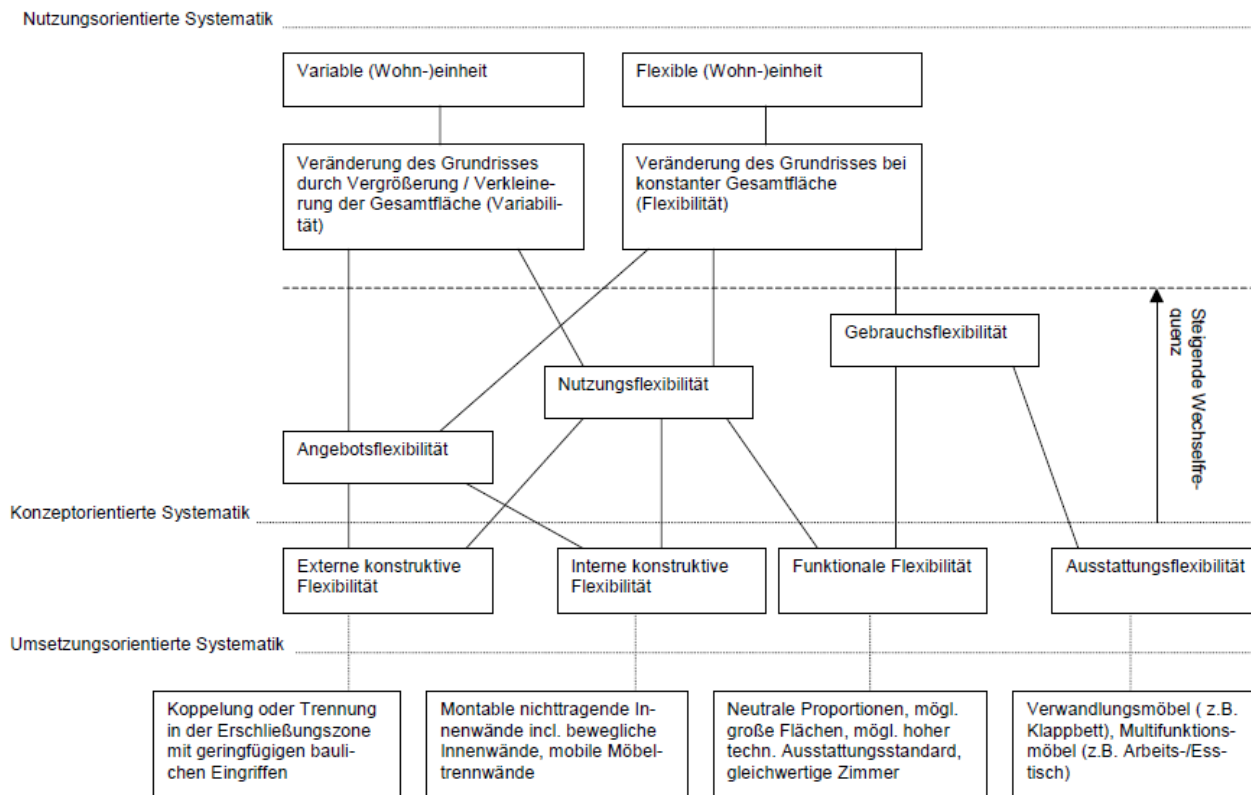 Nutzungsorientierte Systematik
Variable (Wohn-)einheit
Flexible (Wohn-)einheit
Veränderung des Grundrisses
durch Vergrößerung / Verkleine-
rung der Gesamtfläche (Variabili-
tät)
Veränderung des Grundrisses bei
konstanter Gesamtfläche
(Flexibilität)
Steigende Wechselfre-
quenz
Gebrauchsflexibilität
Nutzungsflexibilität
Angebotsflexibilität
Konzeptorientierte Systematik
Externe konstruktive
Flexibilität
Interne konstruktive
Flexibilität
Funktionale Flexibilität
Ausstattungsflexibilität
Umsetzungsorientierte Systematik
Koppelung oder Trennung
in der Erschließungszone
mit geringfügigen bauli-
chen Eingriffen
Montable nichttragende In-
nenwände incl. bewegliche
Innenwände, mobile Möbel-
trennwände
Neutrale Proportionen, mögl.
große Flächen, mögl. hoher
techn. Ausstattungsstandard,
gleichwertige Zimmer
Verwandlungsmöbel ( z.B.
Klappbett), Multifunktions-
möbel (z.B. Arbeits-/Ess-
tisch)